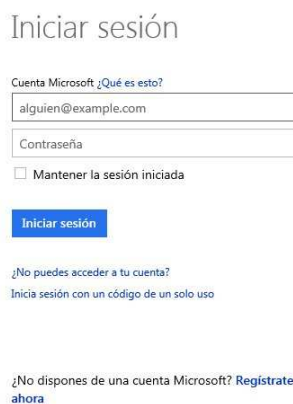 Iniciar sesión
Cuenta Microsoft ¿Qué es esto?
alguien@example.com
Contraseña
Mantener la sesión iniciada
Iniciar sesión
¿No puedes acceder a tu cuenta?
Inicia sesión con un código de un solo uso
¿No dispones de una cuenta Microsoft? Regístrate
ahora